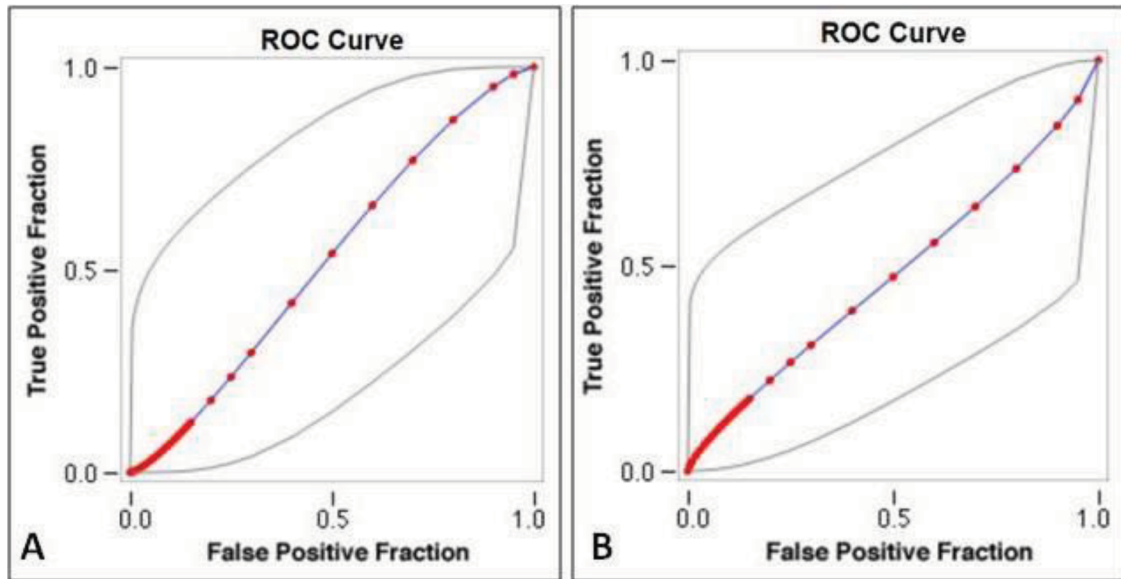 ROC Curve
1.0
0.5
0.0
True Positive Fraction
0.0 0.5 1.0
False Positive Fraction
A
ROC Curve
1.0
0.5
0.0
True Positive Fraction
0.0 0.5 1.0
False Positive Fraction
B